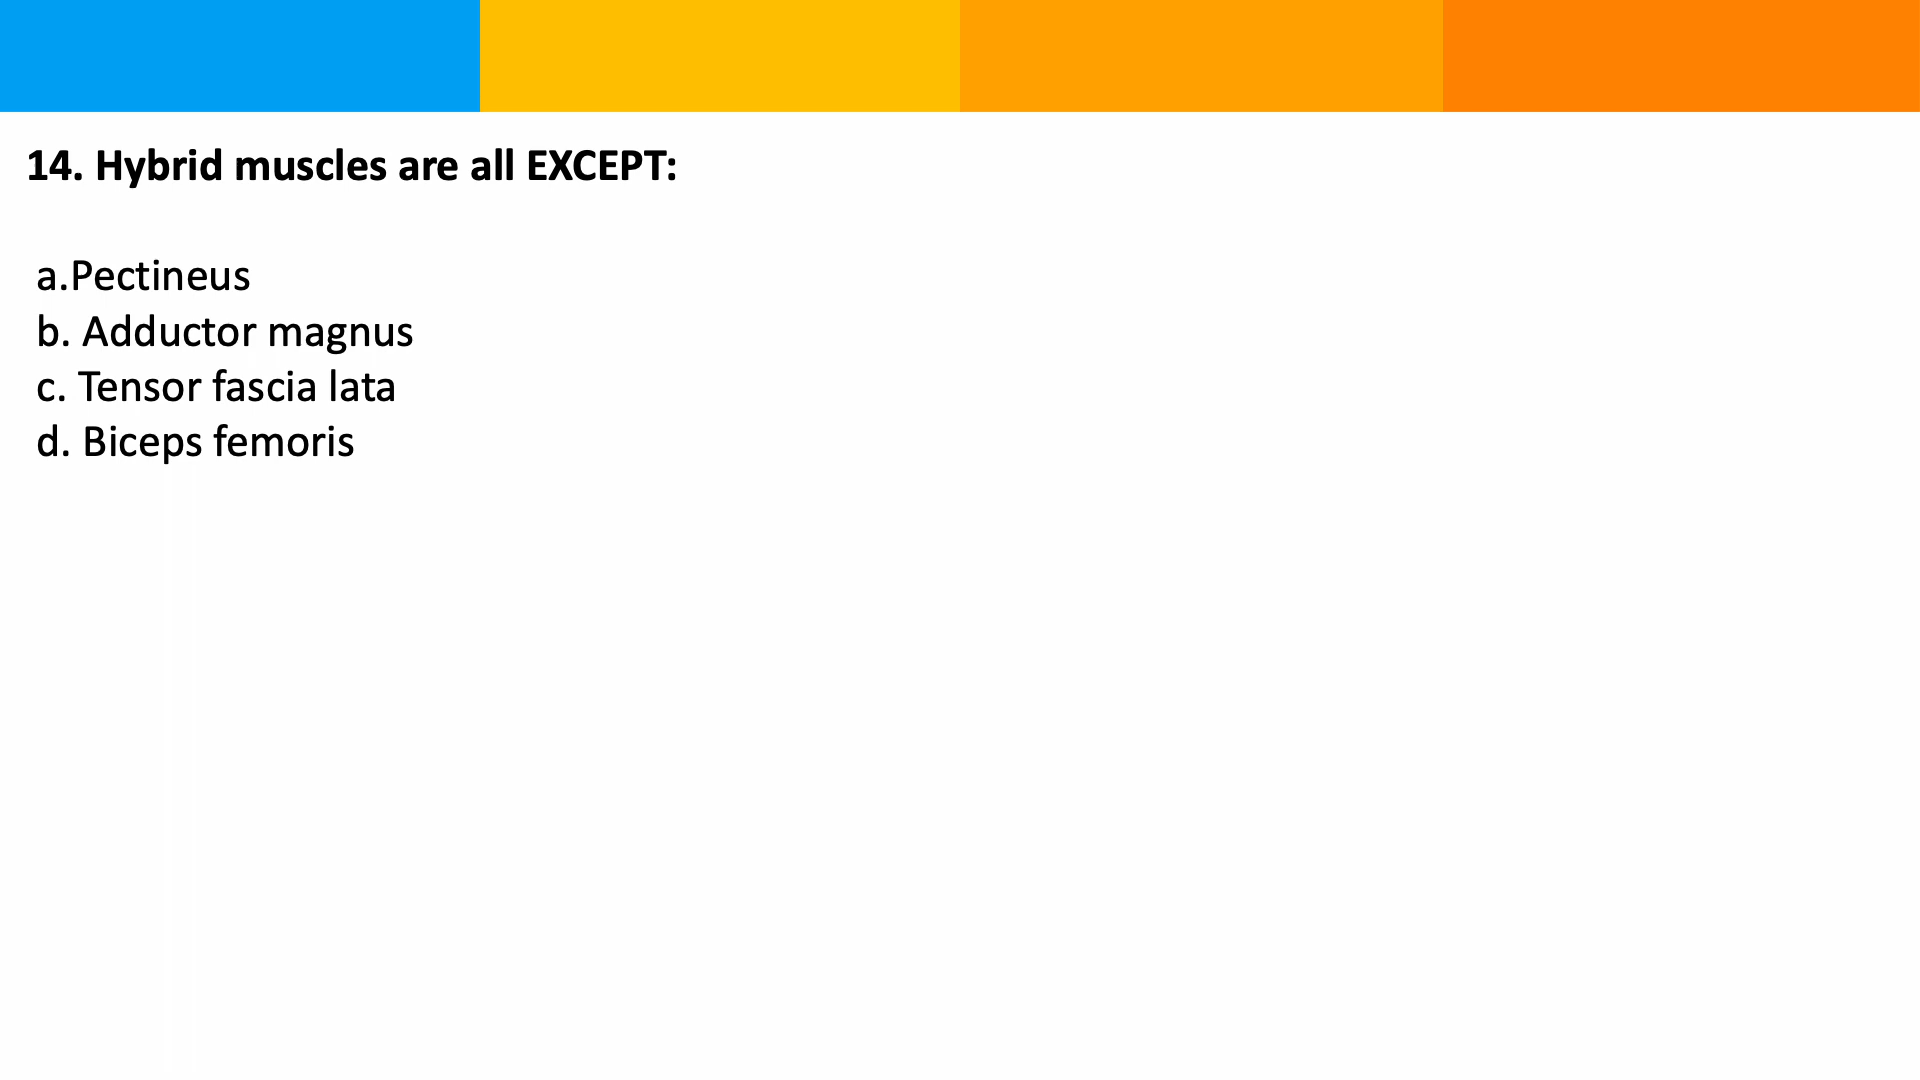 14. Hybrid muscles are all EXCEPT:
a.Pectineus
b. Adductor magnus
c. Tensor fascia lata
d. Biceps femoris